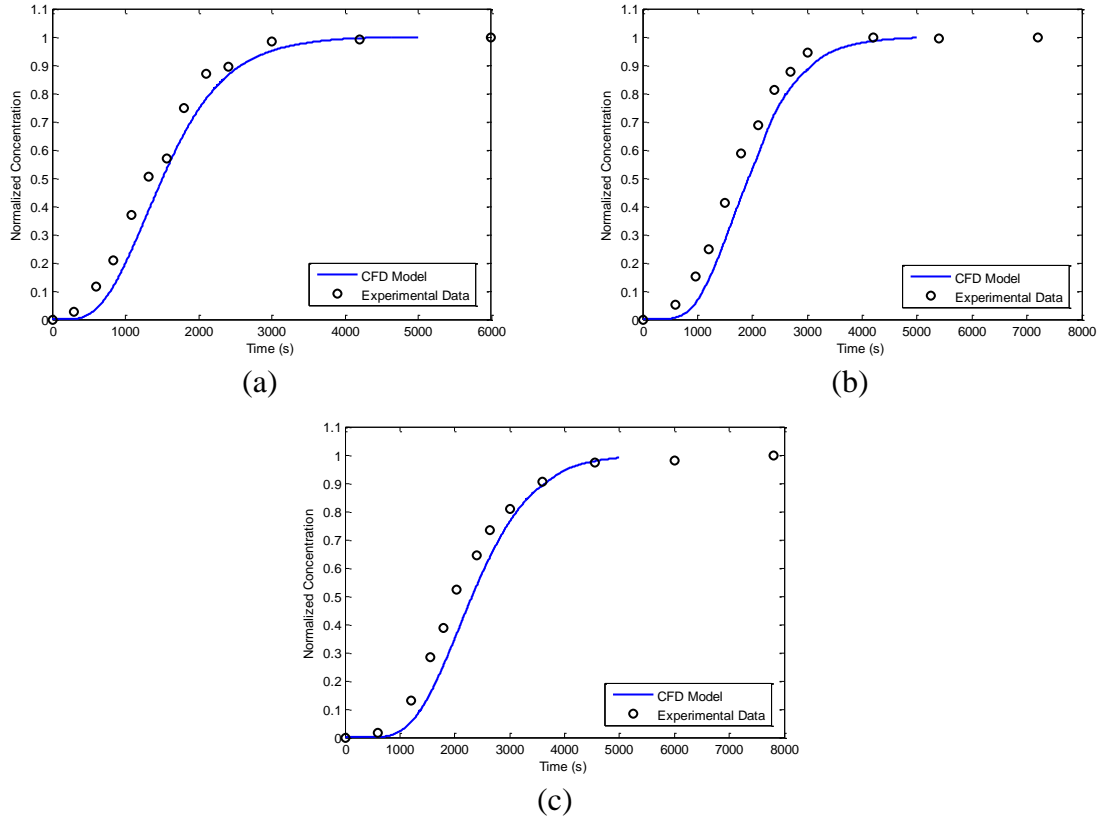 1.1
1
0.9
0.8
0.7
0.6
0.5
0.4
0.3
0.2
0.1
0
Normalized Concentration
CFD Model
Experimental Data
0 1000 2000 3000 4000 5000 6000
Time (s)
(a)
1.1
1
0.9
0.8
0.7
0.6
0.5
0.4
0.3
0.2
0.1
0
Normalized Concentration
CFD Model
Experimental Data
0 1000 2000 3000 4000 5000 6000 7000 8000
Time (s)
(b)
1.1
1
0.9
0.8
0.7
0.6
0.5
0.4
0.3
0.2
0.1
0
Normalized Concentration
CFD Model
Experimental Data
0 1000 2000 3000 4000 5000 6000 7000 8000
Time (s)
(c)